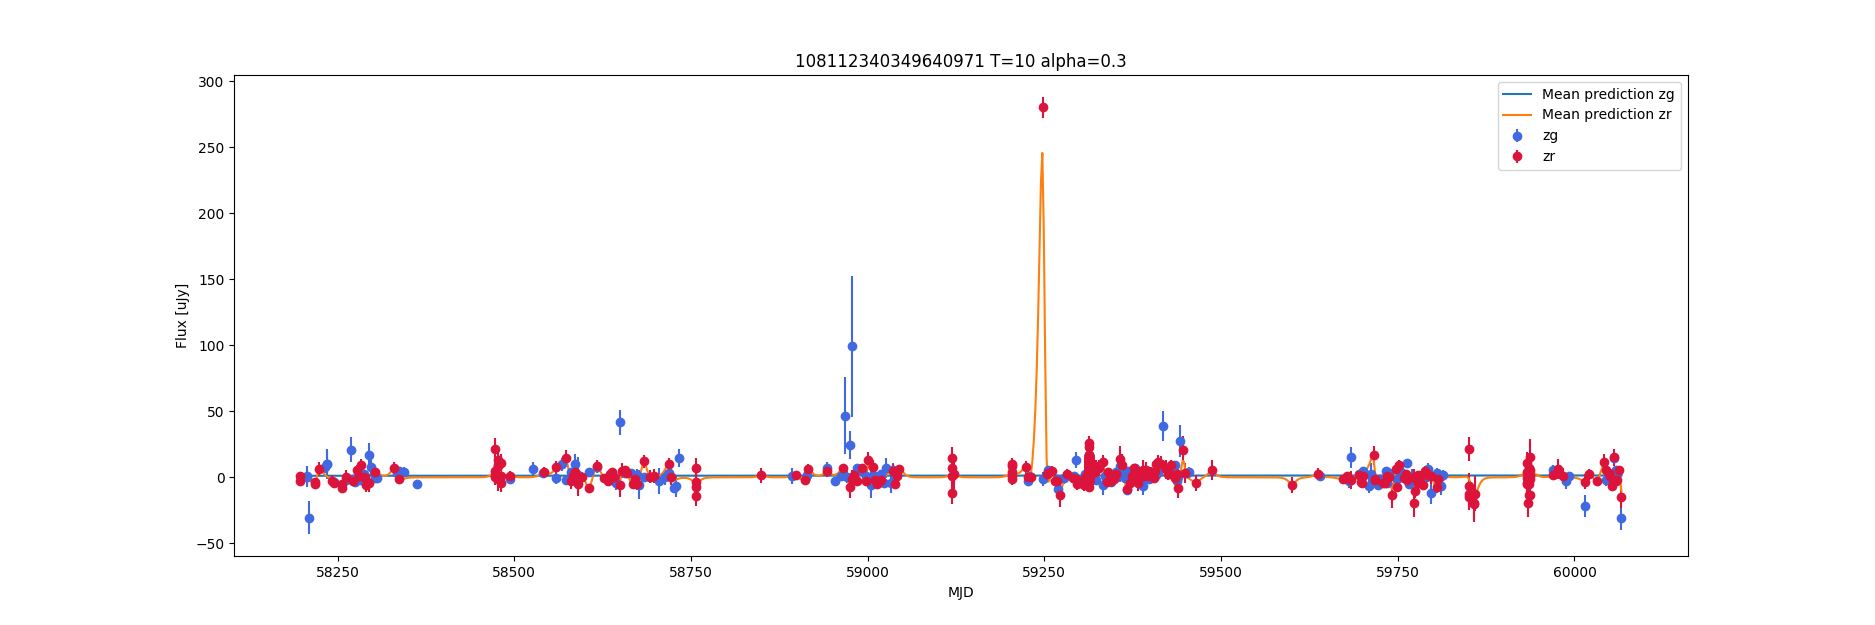 108112340349640971 T=10 alpha=0.3
300
250
200
150
100
50
0
−50
Flux [uJy]
Mean prediction zg
Mean prediction zr
zg
zr
58250 58500 58750 59000 59250 59500 59750 60000
MJD